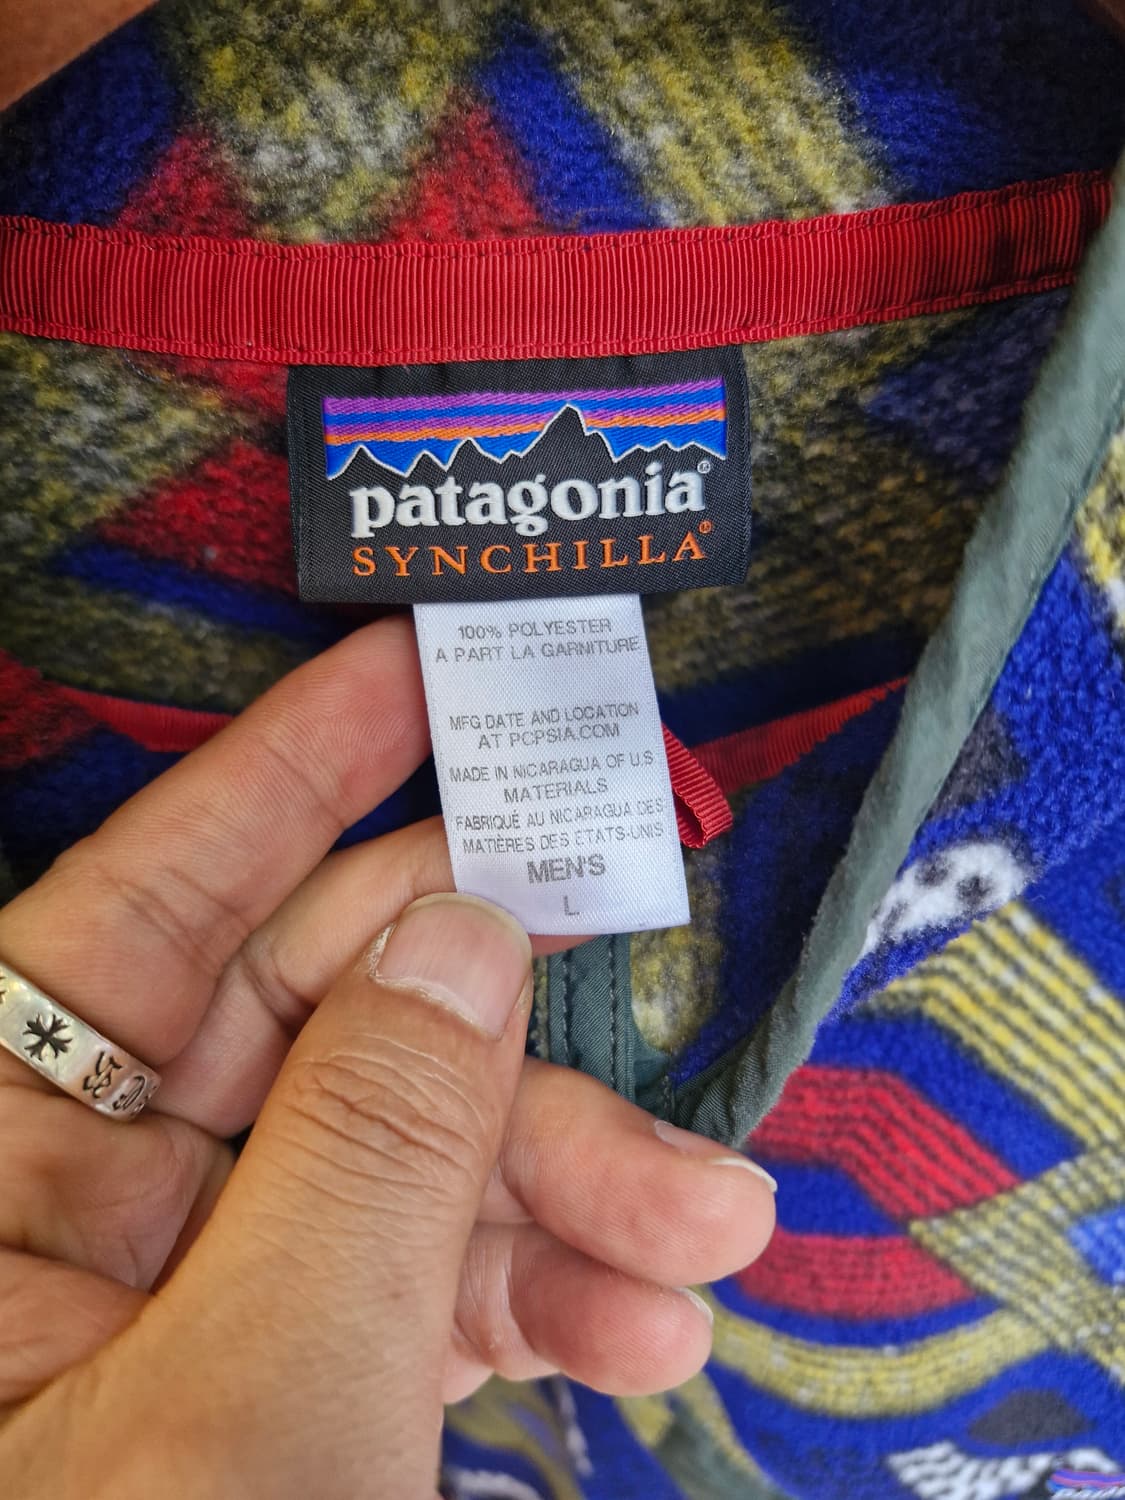 patagonia®
SYNCHILLA®
100% POLYESTER
A PART LA GARNITURE
MFG DATE AND LOCATION
AT PCPSIA.COM
MADE IN NICARAGUA OF U.S
MATERIALS
FABRIQUÉ AU NICARAGUA DES
MATIÈRES DES ETATS-UNIS
MEN'S
L